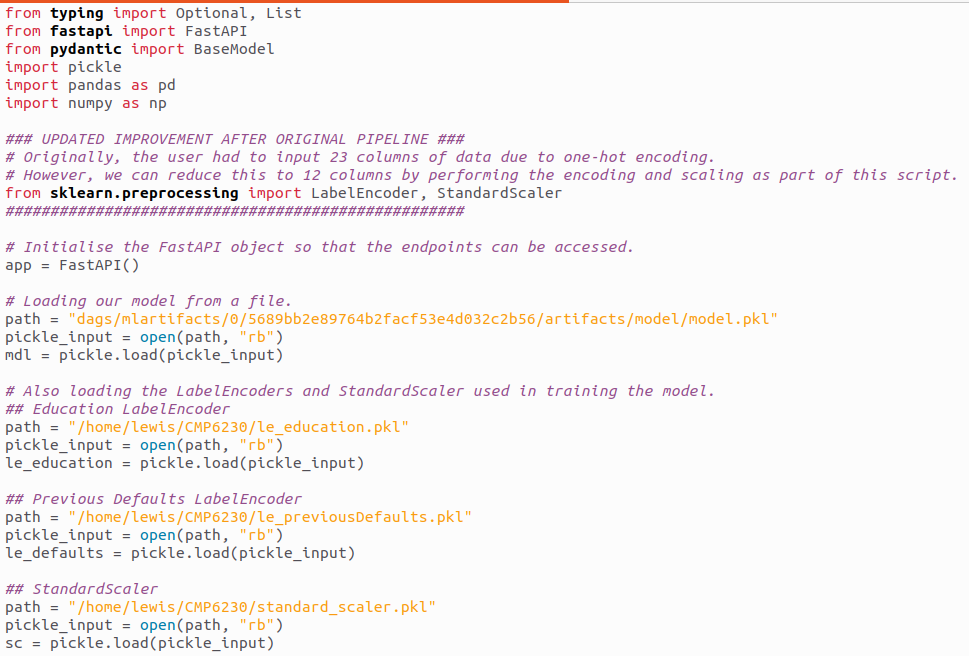 from typing import Optional, List
from fastapi import FastAPI
from pydantic import BaseModel
import pickle
import pandas as pd
import numpy as np
### UPDATED IMPROVEMENT AFTER ORIGINAL PIPELINE ###
# Originally, the user had to input 23 columns of data due to one-hot encoding.
# However, we can reduce this to 12 columns by performing the encoding and scaling as part of this script.
from sklearn.preprocessing import LabelEncoder, StandardScaler
###################################################
# Initialise the FastAPI object so that the endpoints can be accessed.
app = FastAPI()
# Loading our model from a file.
path = "dags/mlartifacts/0/5689bb2e89764b2facf53e4d032c2b56/artifacts/model/model.pkl"
pickle_input = open(path, "rb")
mdl = pickle.load(pickle_input)
# Also loading the LabelEncoders and StandardScaler used in training the model.
## Education LabelEncoder
path = "/home/lewis/CMP6230/le_education.pkl"
pickle_input = open(path, "rb")
le_education = pickle.load(pickle_input)
## Previous Defaults LabelEncoder
path = "/home/lewis/CMP6230/le_previousDefaults.pkl"
pickle_input = open(path, "rb")
le_defaults = pickle.load(pickle_input)
## StandardScaler
path = "/home/lewis/CMP6230/standard_scaler.pkl"
pickle_input = open(path, "rb")
sc = pickle.load(pickle_input)